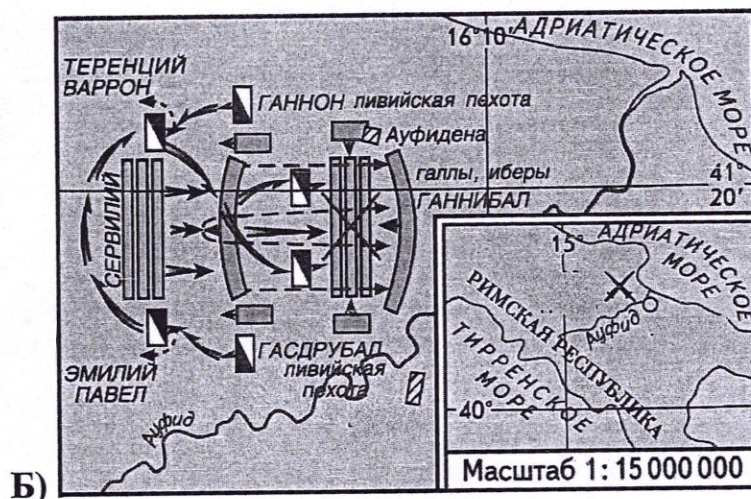 16°10'
АДРИАТИЧЕСКОЕ
МОРЕ
ТЕРЕНЦИЙ
ВАРРОН
ГАННОН ливийская пехота
Ауфидена
галлы, иберы
41°
20'
ГАННИБАЛ
СЕРВИЛИЙ
ГАСДРУБАЛ
ливийская
пехота
ЭМИЛИЙ
ПАВЕЛ
Ауфид
15°
АДРИАТИЧЕСКОЕ
МОРЕ
РИМСКАЯ РЕСПУБЛИКА
Ауфид
ТИРРЕНСКОЕ
МОРЕ
40°
Масштаб 1: 15 000 000
Б)